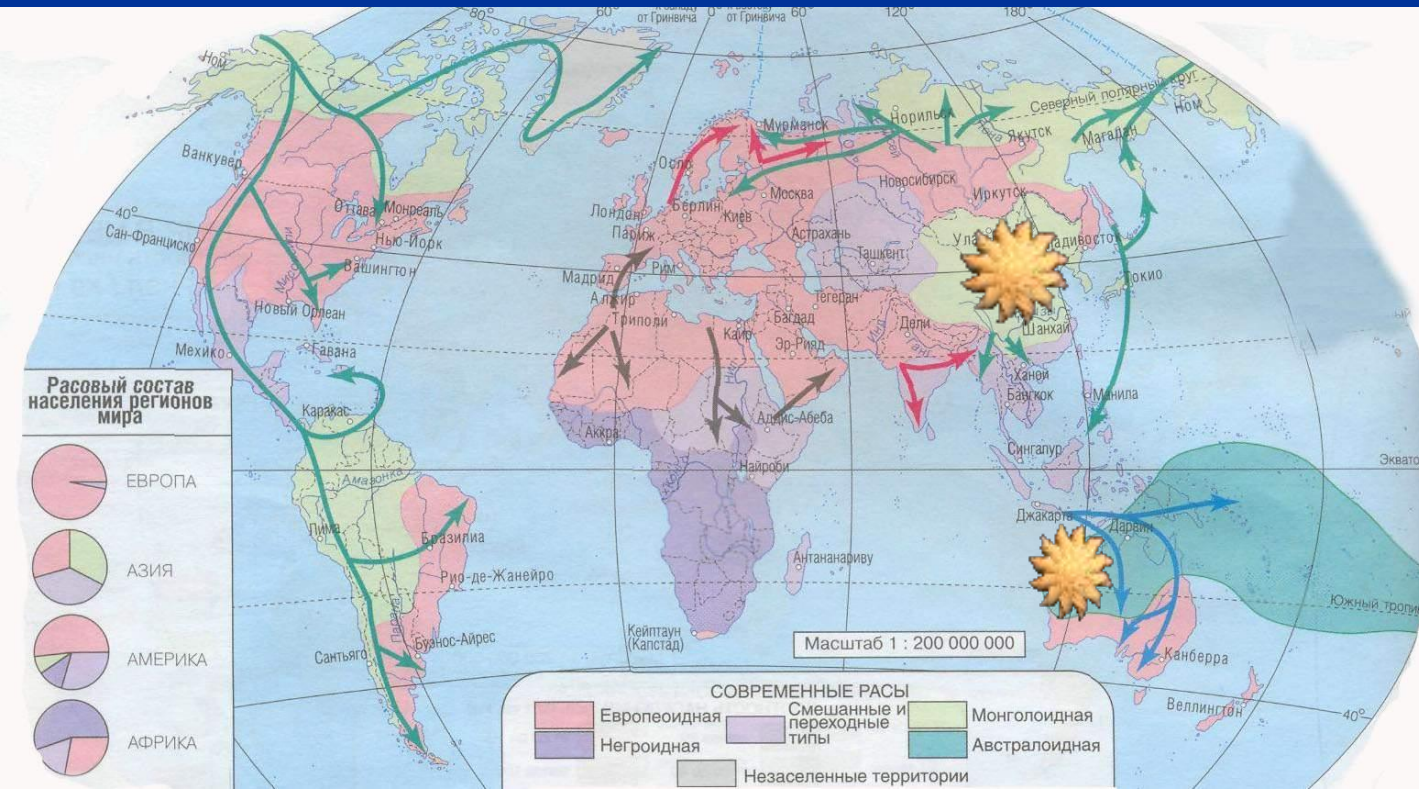 80°
60°
от Гринвича
0°
от Гринвича
60°
120°
180°
Ном
Северный полярный круг
Ном
Мурманск
Норильск
Якутск
Магадан
Ванкувер
Осло
Москва
Новосибирск
Иркутск
Оттава
Монреаль
Лондон
Берлин
Киев
40°
Сан-Франциско
Нью-Йорк
Париж
Астрахань
Ула
Владивосток
Вашингтон
Мадрид
Рим
Ташкент
Токио
Новый Орлеан
Алжир
Триполи
Тегеран
Багдад
Каир
Дели
Шанхай
Мехико
Гавана
Эр-Рияд
Ханой
Бангкок
Манила
Каракас
Аккра
Аддис-Абеба
Сингапур
Найроби
Экватор
Амазонка
Лима
Бразилиа
Джакарта
Дарвин
Антананариву
Рио-де-Жанейро
Южный тропик
Парана
Буэнос-Айрес
Сантьяго
Кейптаун
(Капстад)
Канберра
Веллингтон
40°
Расовый состав
населения регионов
мира
ЕВРОПА
АЗИЯ
АМЕРИКА
АФРИКА
Масштаб 1 : 200 000 000
СОВРЕМЕННЫЕ РАСЫ
Европеоидная
Негроидная
Смешанные и
переходные
типы
Монголоидная
Австралоидная
Незаселенные территории